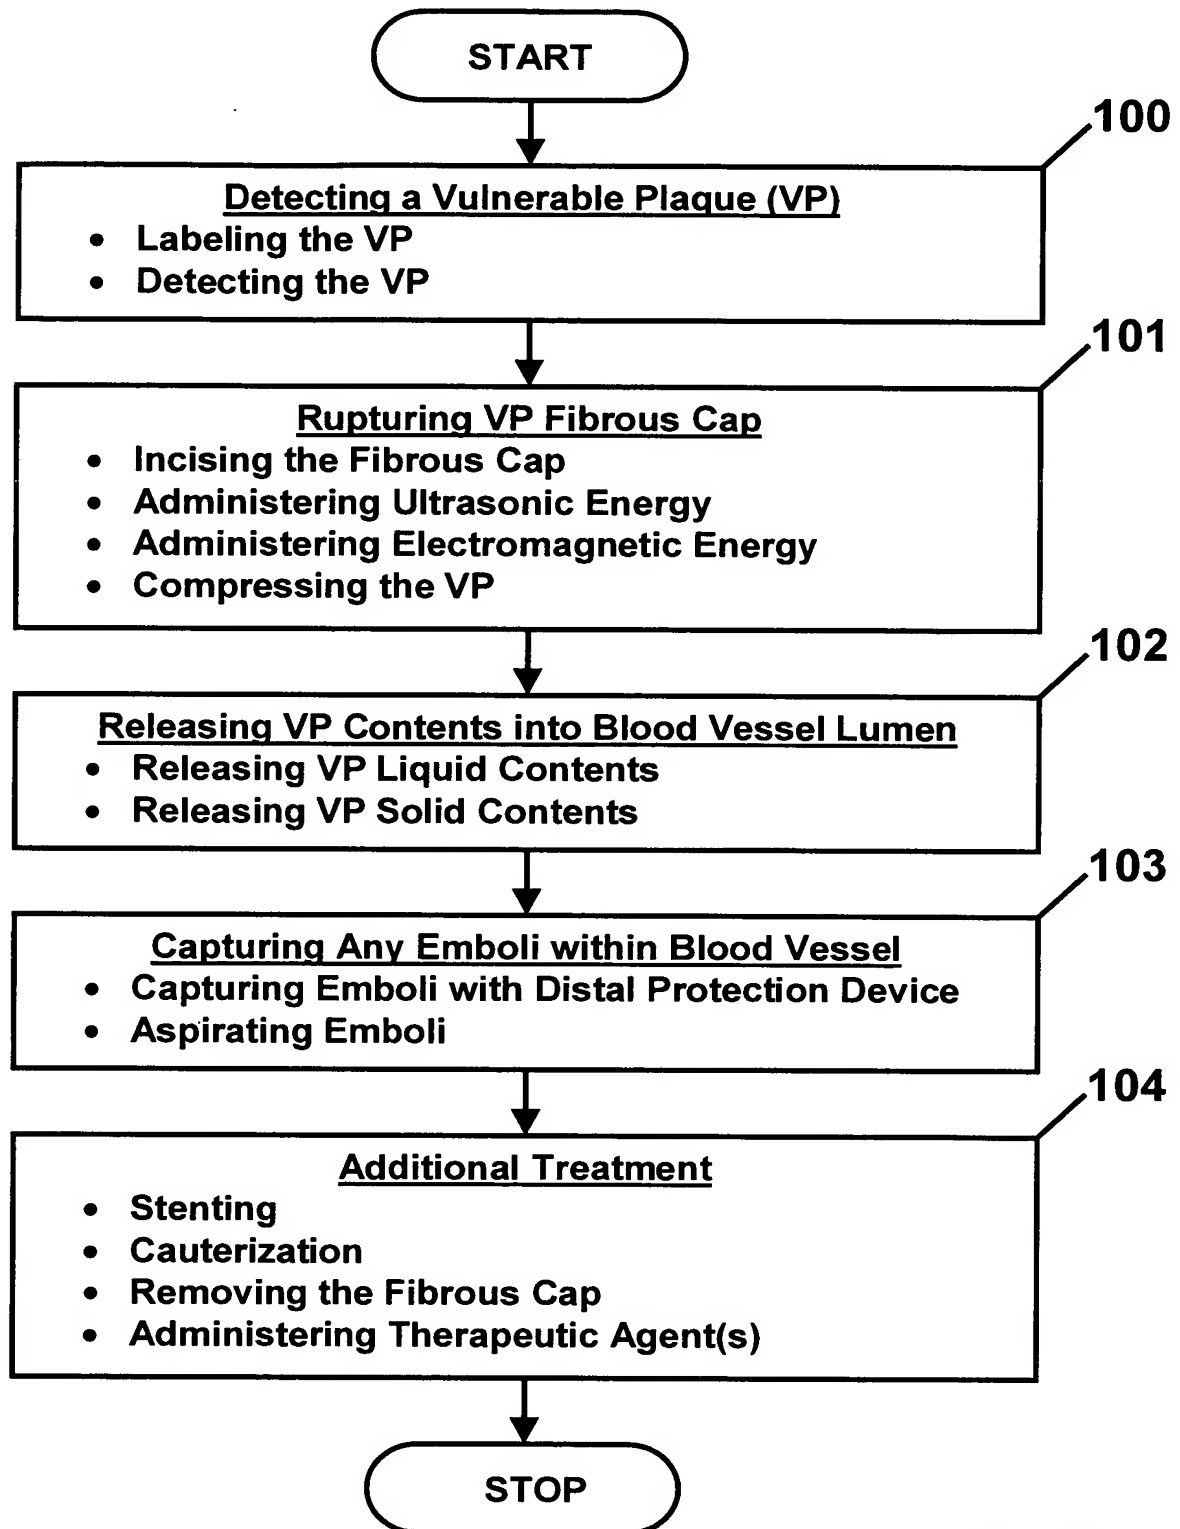 START
100
Detecting a Vulnerable Plaque (VP)
• Labeling the VP
• Detecting the VP
101
Rupturing VP Fibrous Cap
• Incising the Fibrous Cap
• Administering Ultrasonic Energy
• Administering Electromagnetic Energy
• Compressing the VP
102
Releasing VP Contents into Blood Vessel Lumen
• Releasing VP Liquid Contents
• Releasing VP Solid Contents
103
Capturing Any Emboli within Blood Vessel
• Capturing Emboli with Distal Protection Device
• Aspirating Emboli
104
Additional Treatment
• Stenting
• Cauterization
• Removing the Fibrous Cap
• Administering Therapeutic Agent(s)
STOP